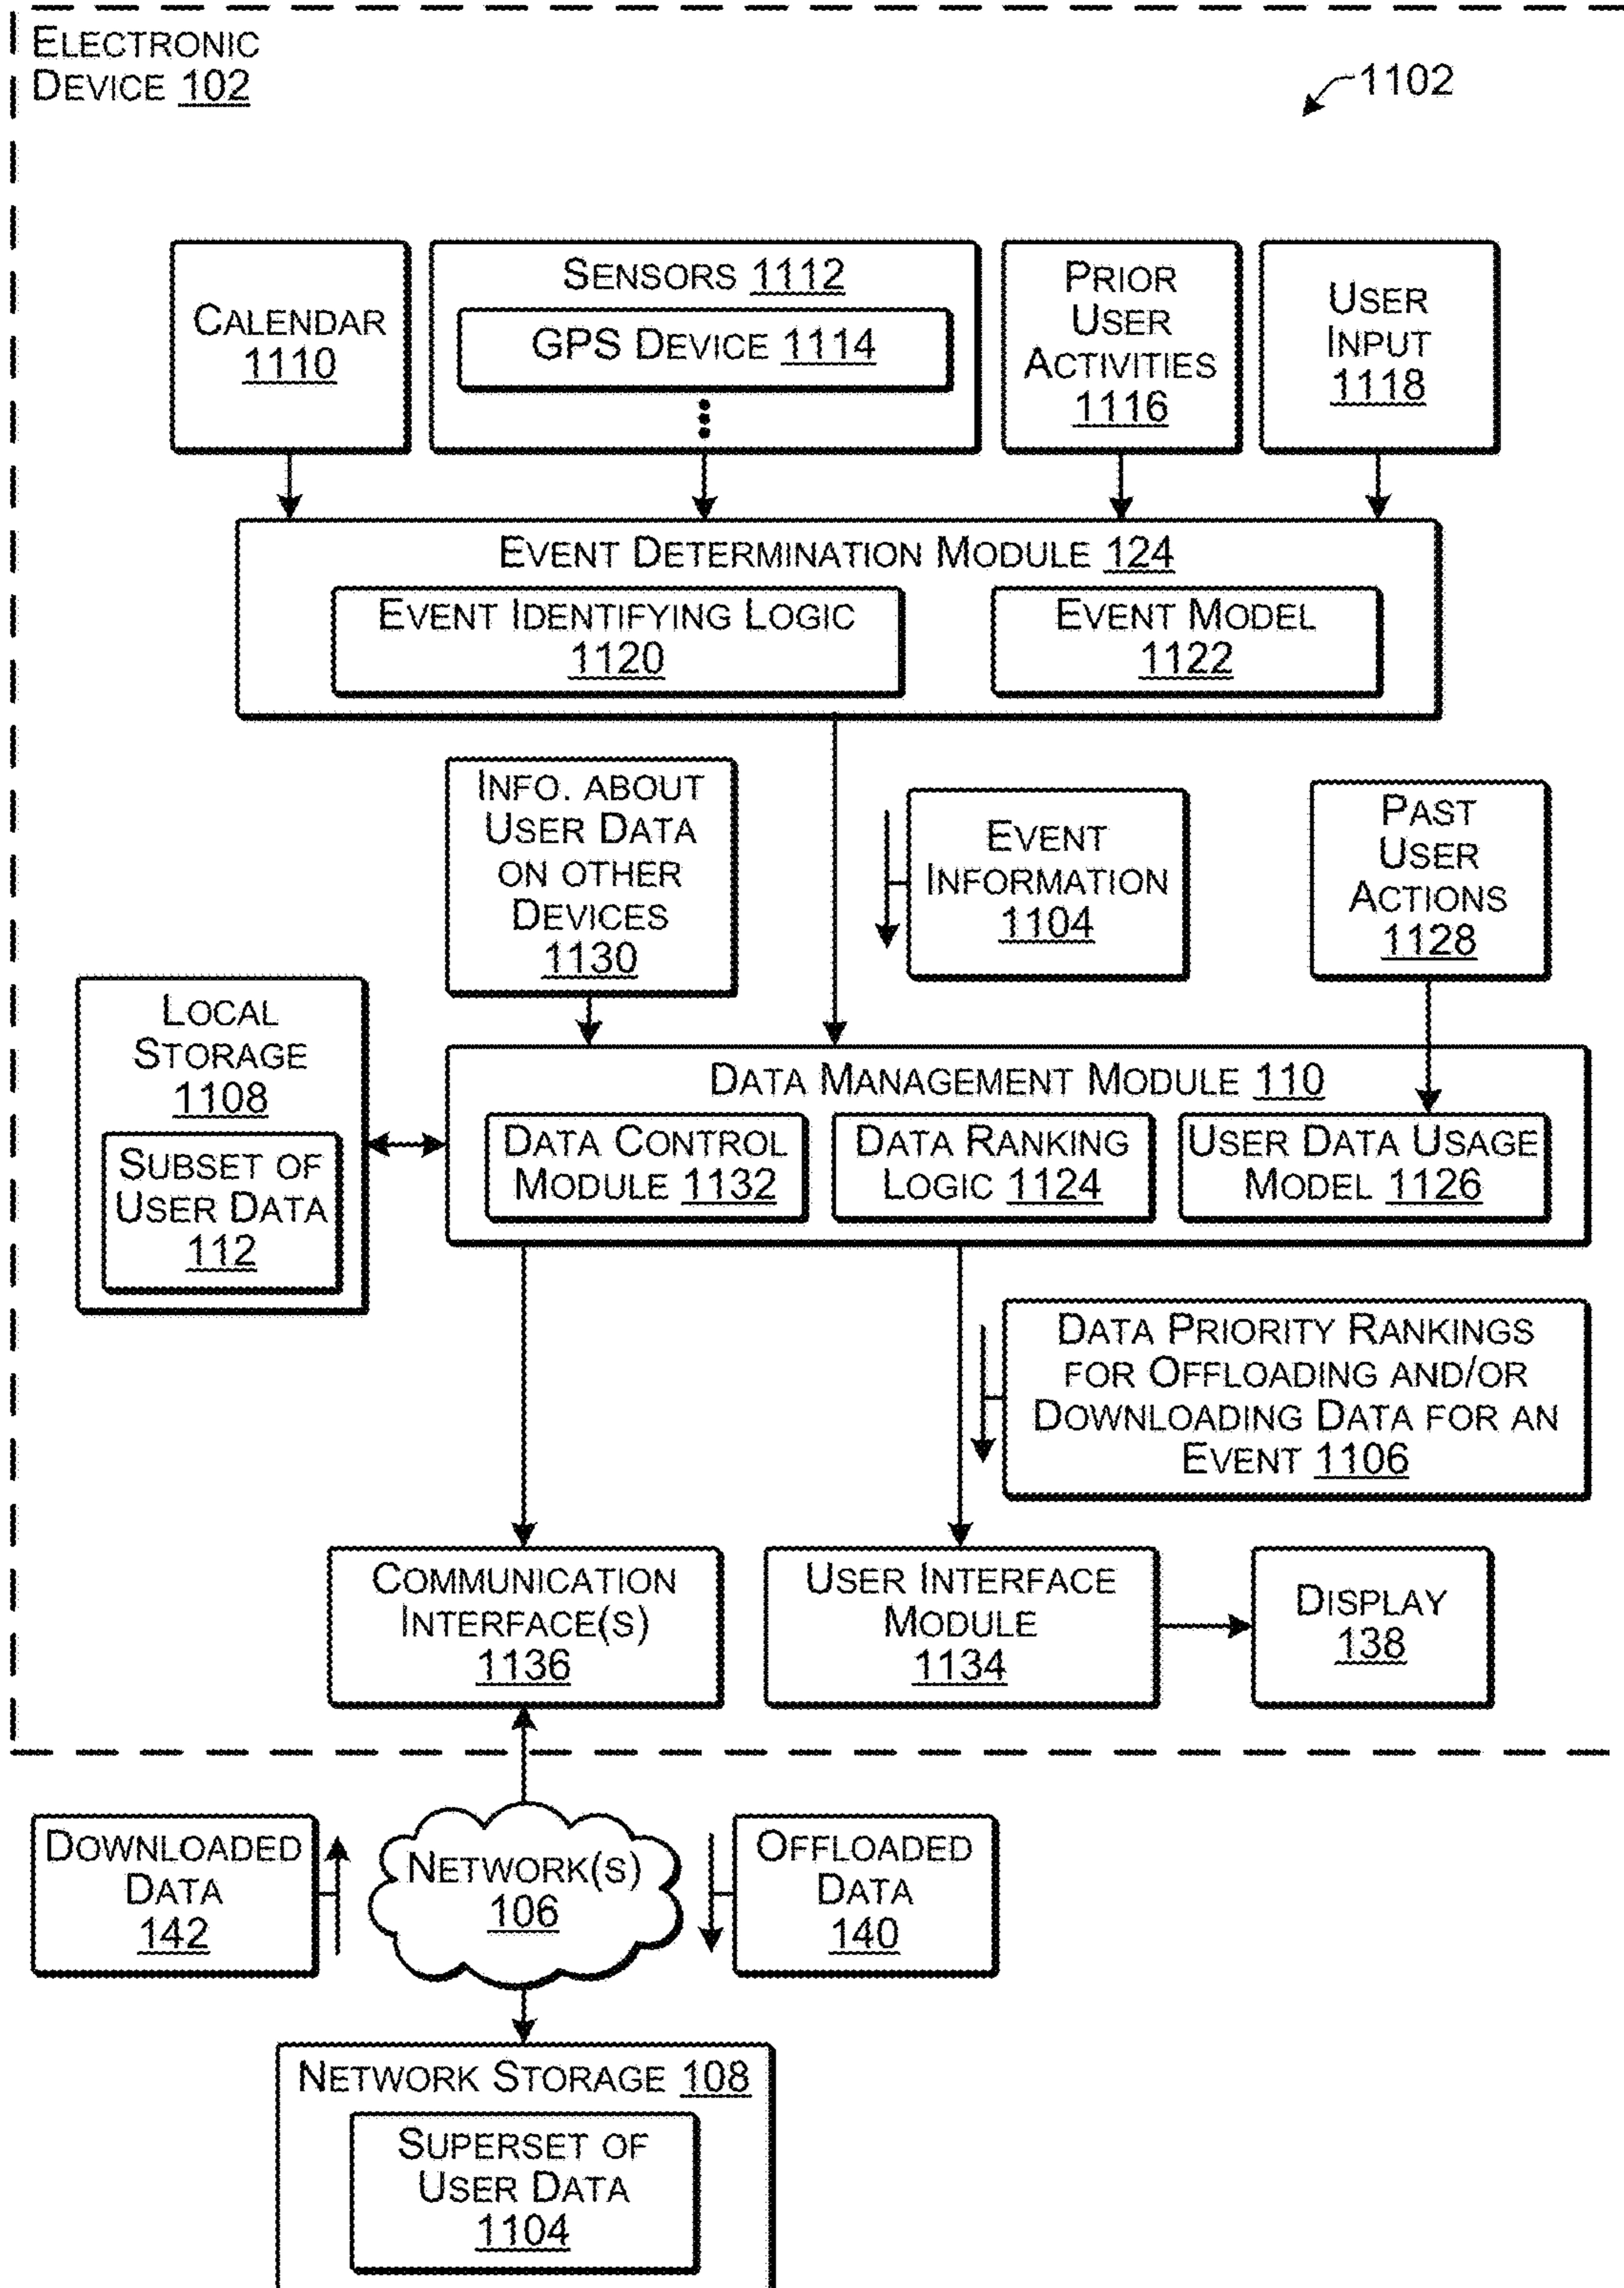 ELECTRONIC
DEVICE 102
1102
CALENDAR
1110
SENSORS 1112
GPS DEVICE 1114
PRIOR
USER
ACTIVITIES
1116
USER
INPUT
1118
EVENT DETERMINATION MODULE 124
EVENT IDENTIFYING LOGIC
1120
EVENT MODEL
1122
INFO. ABOUT
USER DATA
ON OTHER
DEVICES
1130
EVENT
INFORMATION
1104
PAST
USER
ACTIONS
1128
LOCAL
STORAGE
1108
SUBSET OF
USER DATA
112
DATA MANAGEMENT MODULE 110
DATA CONTROL
MODULE 1132
DATA RANKING
LOGIC 1124
USER DATA USAGE
MODEL 1126
DATA PRIORITY RANKINGS
FOR OFFLOADING AND/OR
DOWNLOADING DATA FOR AN
EVENT 1106
COMMUNICATION
INTERFACE(S)
1136
USER INTERFACE
MODULE
1134
DISPLAY
138
DOWNLOADED
DATA
142
NETWORK(S)
106
OFFLOADED
DATA
140
NETWORK STORAGE 108
SUPERSET OF
USER DATA
1104